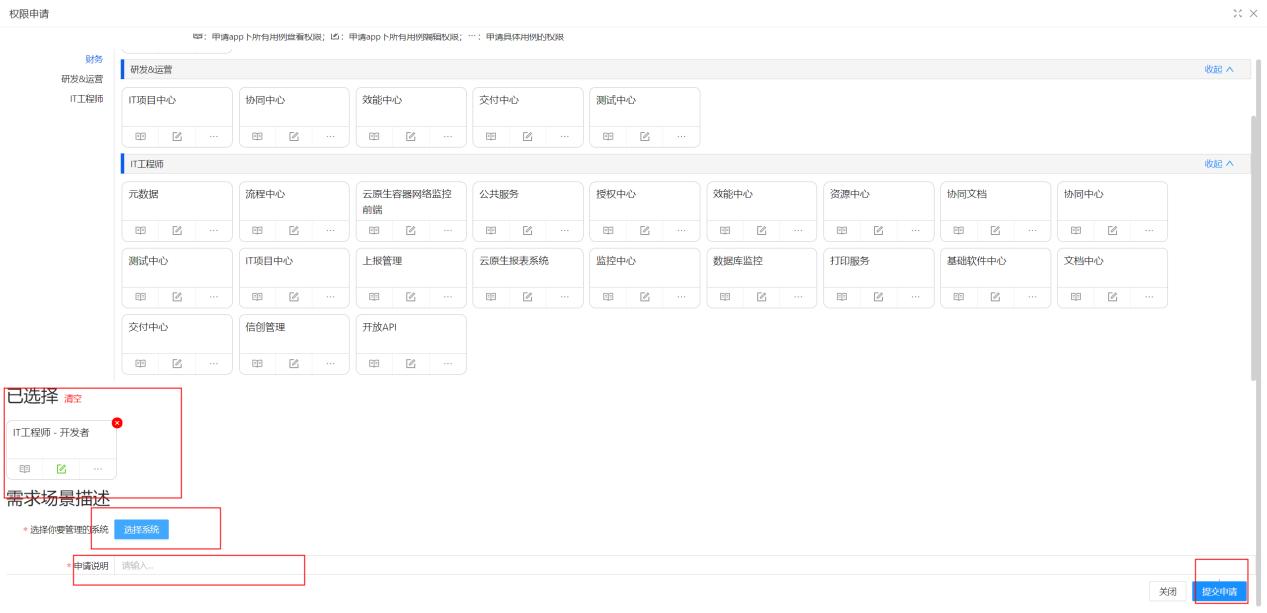 权限申请
: 申请app下所有用例查看权限; : 申请app下所有用例编辑权限; ···: 申请具体用例的权限
财务
研发&运营
IT工程师
研发&运营 收起
IT项目中心 协同中心 效能中心 交付中心 测试中心
IT工程师 收起
元数据 流程中心 云原生容器网络监控前端 公共服务 授权中心 效能中心 资源中心 协同文档 协同中心
测试中心 IT项目中心 上报管理 云原生报表系统 监控中心 数据库监控 打印服务 基础软件中心 文档中心
交付中心 信创管理 开放API
已选择 清空
IT工程师 - 开发者
需求场景描述
* 选择你要管理的系统 选择系统
* 申请说明 请输入...
关闭 提交申请